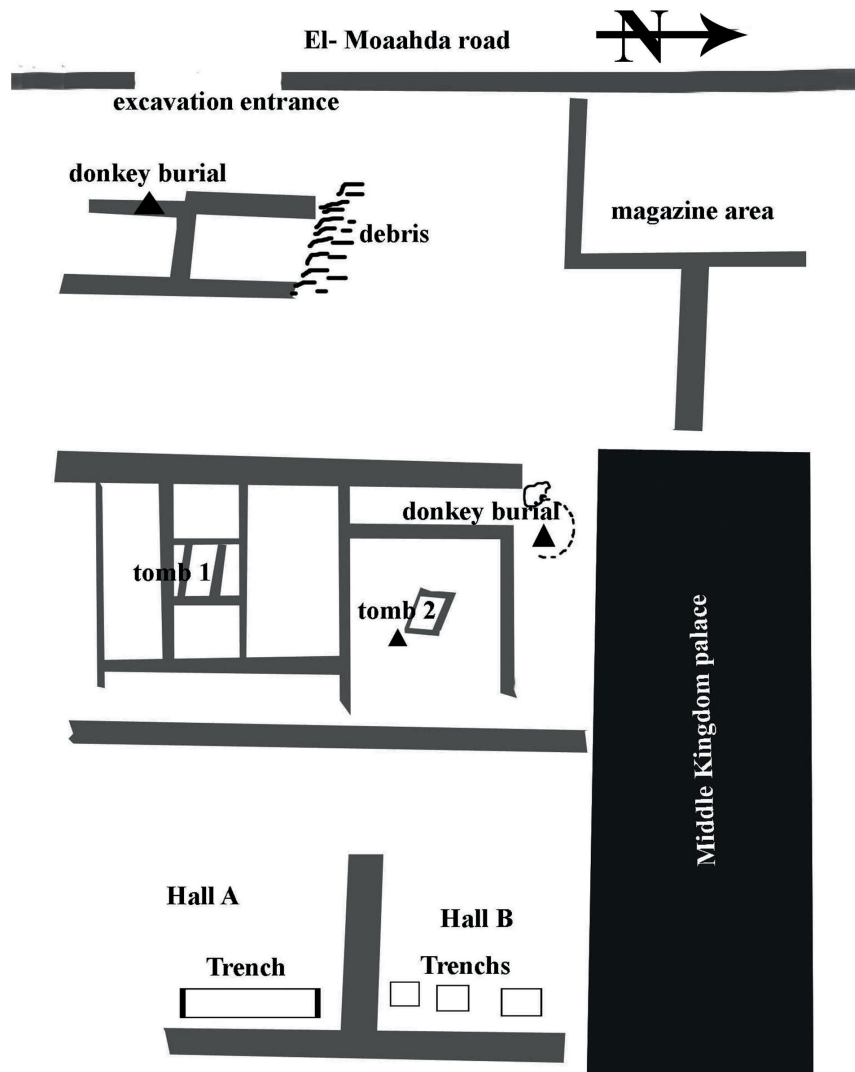 El- Moaahda road
N
excavation entrance
donkey burial
debris
magazine area
donkey burial
tomb 1
tomb 2
Middle Kingdom palace
Hall A
Hall B
Trench
Trenchs